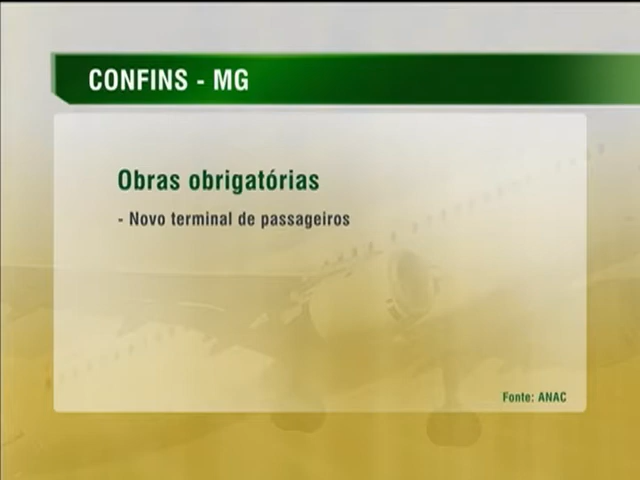 CONFINS - MG
Obras obrigatórias
- Novo terminal de passageiros
Fonte: ANAC